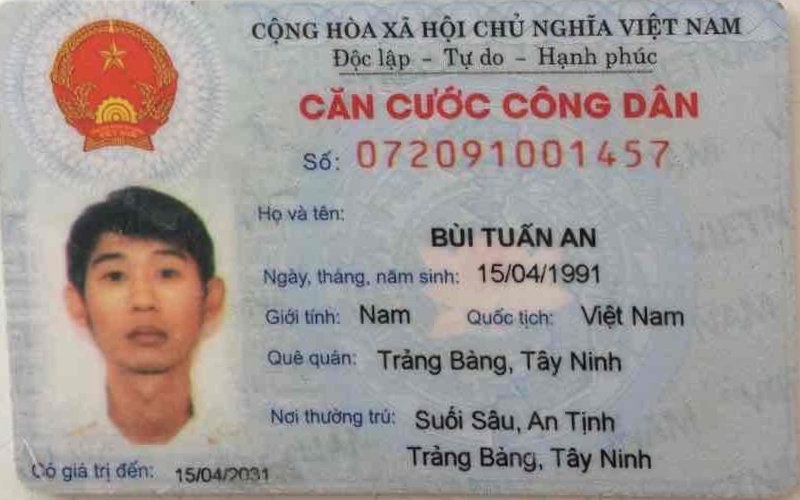 CỘNG HÒA XÃ HỘI CHỦ NGHĨA VIỆT NAM
Độc lập - Tự do - Hạnh phúc
CĂN CƯỚC CÔNG DÂN
Số: 072091001457
Họ và tên:
BÙI TUẤN AN
Ngày, tháng, năm sinh: 15/04/1991
Giới tính: Nam Quốc tịch: Việt Nam
Quê quán: Trảng Bàng, Tây Ninh
Nơi thường trú: Suối Sâu, An Tịnh
Trảng Bàng, Tây Ninh
Có giá trị đến: 15/04/2031